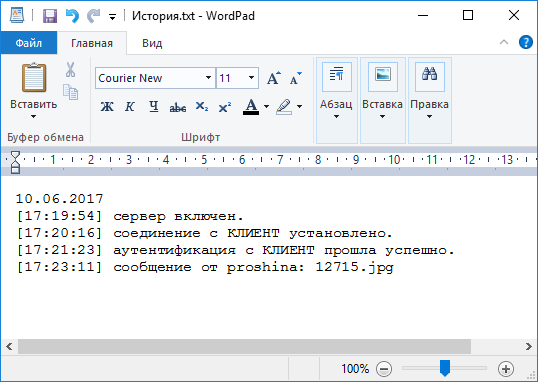 История.txt - WordPad
Файл Главная Вид
Вставить
Буфер обмена
Courier New 11
Ж К Ч abc X₂ X² А
Шрифт
Абзац
Вставка
Правка
1 2 3 4 5 6 7 8 9 10 11 12 13
10.06.2017
[17:19:54] сервер включен.
[17:20:16] соединение с КЛИЕНТ установлено.
[17:21:23] аутентификация с КЛИЕНТ прошла успешно.
[17:23:11] сообщение от proshina: 12715.jpg
100%